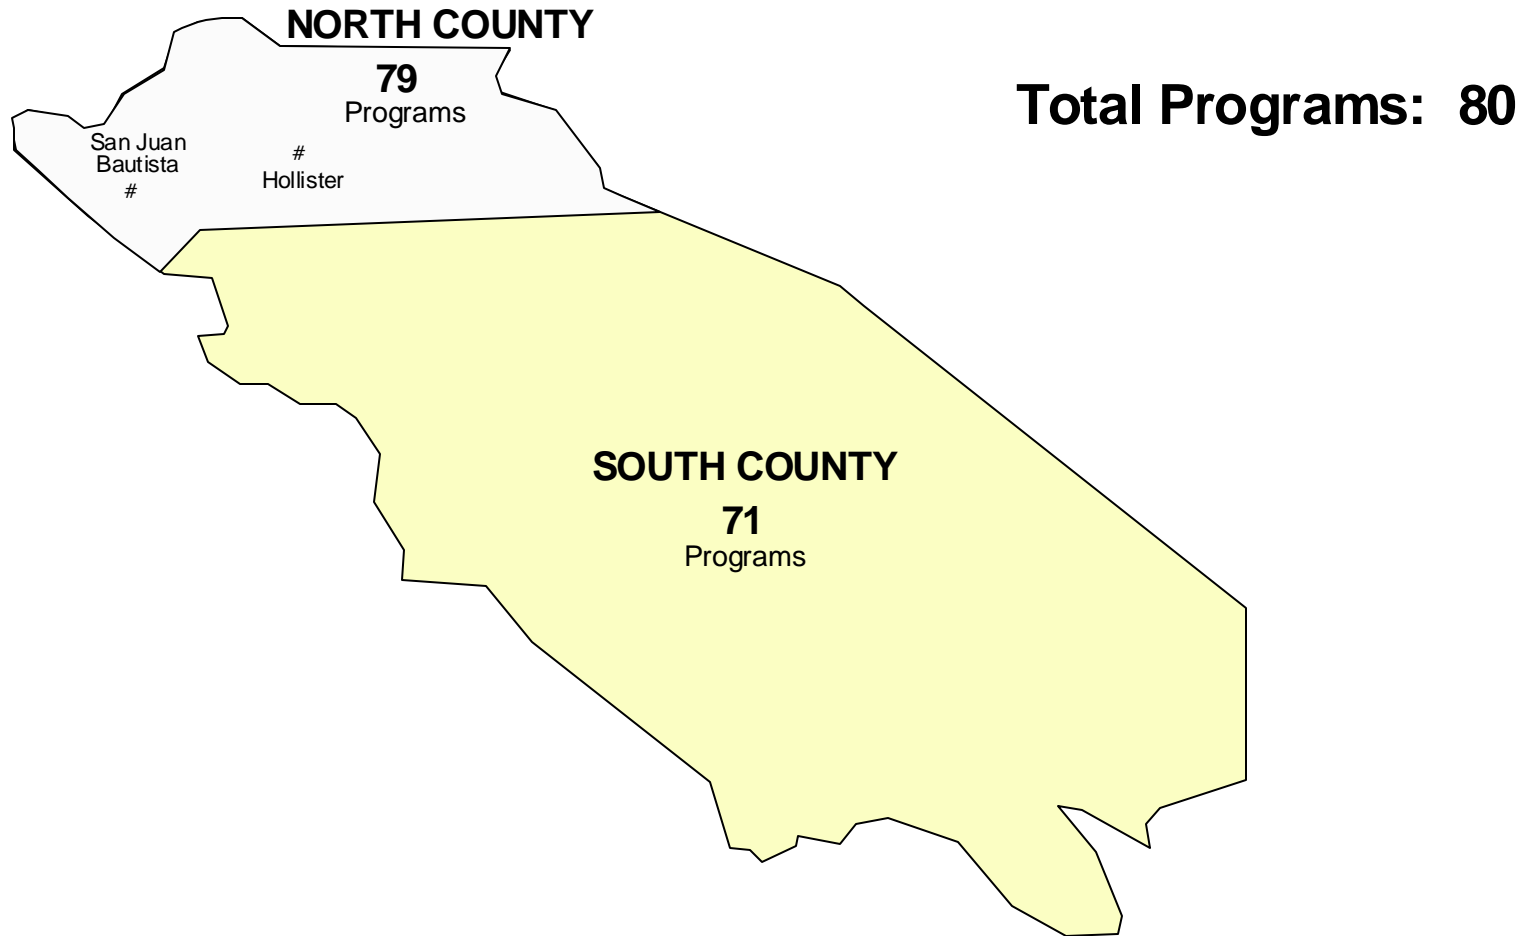 NORTH COUNTY
79
Programs
Total Programs: 80
San Juan
Bautista
#
#
Hollister
SOUTH COUNTY
71
Programs